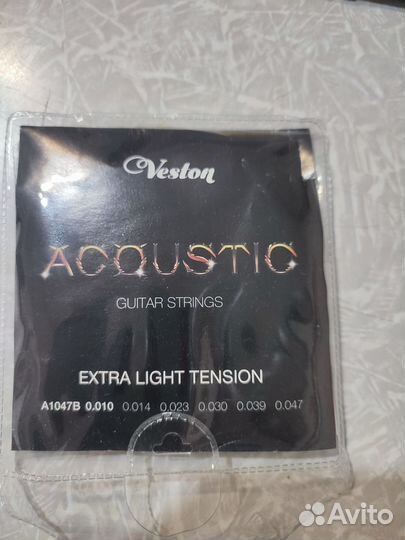 Veston
ACOUSTIC
GUITAR STRINGS
EXTRA LIGHT TENSION
A1047B 0.010 0.014 0.023 0.030 0.039 0.047
Avito